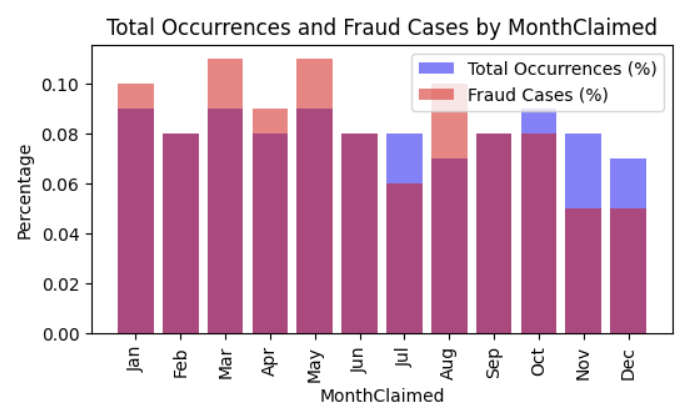 Total Occurrences and Fraud Cases by MonthClaimed
Total Occurrences (%)
Fraud Cases (%)
Percentage
0.10
0.08
0.06
0.04
0.02
0.00
Jan Feb Mar Apr May Jun Jul Aug Sep Oct Nov Dec
MonthClaimed